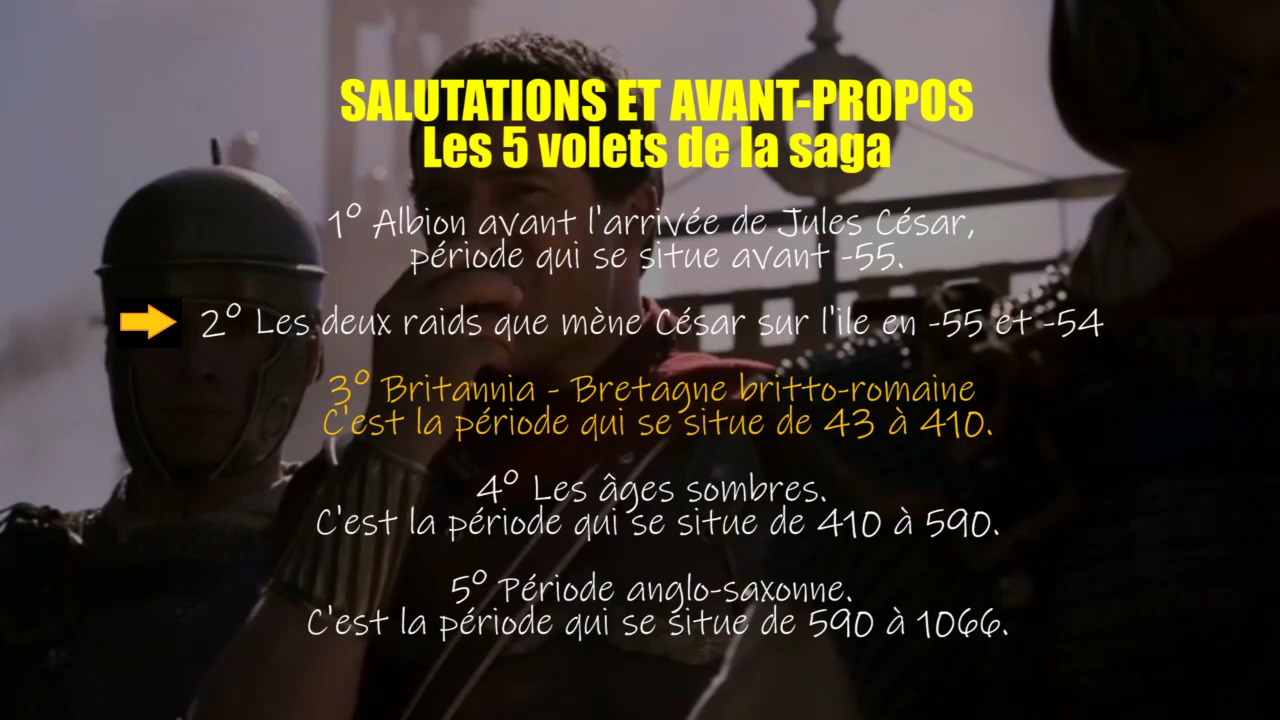 SALUTATIONS ET AVANT-PROPOS
Les 5 volets de la saga
1° Albion avant l'arrivée de Jules César,
période qui se situe avant -55.
2° Les deux raids que mène César sur l'ile en -55 et -54
3° Britannia - Bretagne britto-romaine
C'est la période qui se situe de 43 à 410.
4° Les âges sombres.
C'est la période qui se situe de 410 à 590.
5° Période anglo-saxonne.
C'est la période qui se situe de 590 à 1066.